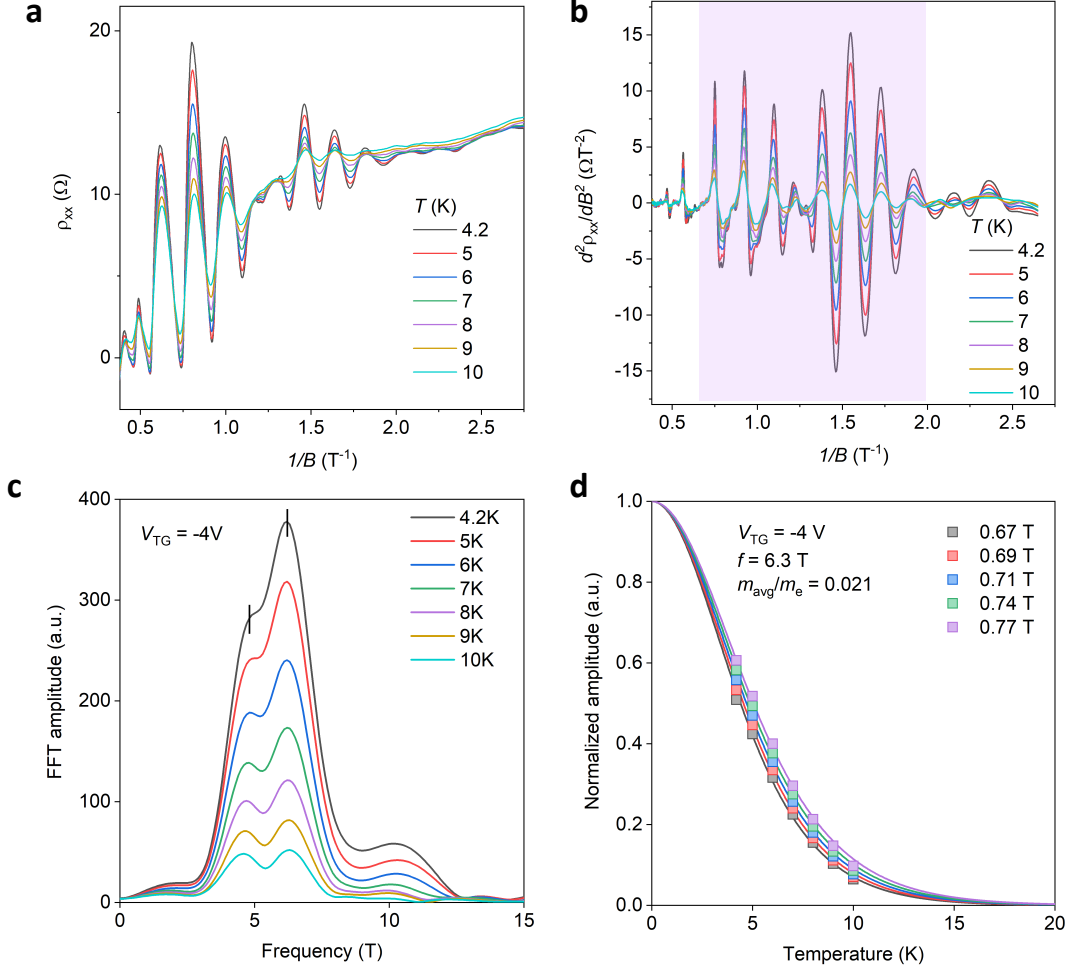 a
20
10
0
ρxx (Ω)
T (K)
4.2
5
6
7
8
9
10
0.5 1.0 1.5 2.0 2.5
1/B (T-1)
b
15
10
5
0
-5
-10
-15
d2ρxx/dB2 (ΩT-2)
T (K)
4.2
5
6
7
8
9
10
0.5 1.0 1.5 2.0 2.5
1/B (T-1)
c
400
300
200
100
0
FFT amplitude (a.u.)
VTG = -4V
4.2K
5K
6K
7K
8K
9K
10K
0 5 10 15
Frequency (T)
d
1.0
0.8
0.6
0.4
0.2
0.0
Normalized amplitude (a.u.)
VTG = -4 V
f = 6.3 T
mavg/me = 0.021
0.67 T
0.69 T
0.71 T
0.74 T
0.77 T
0 5 10 15 20
Temperature (K)